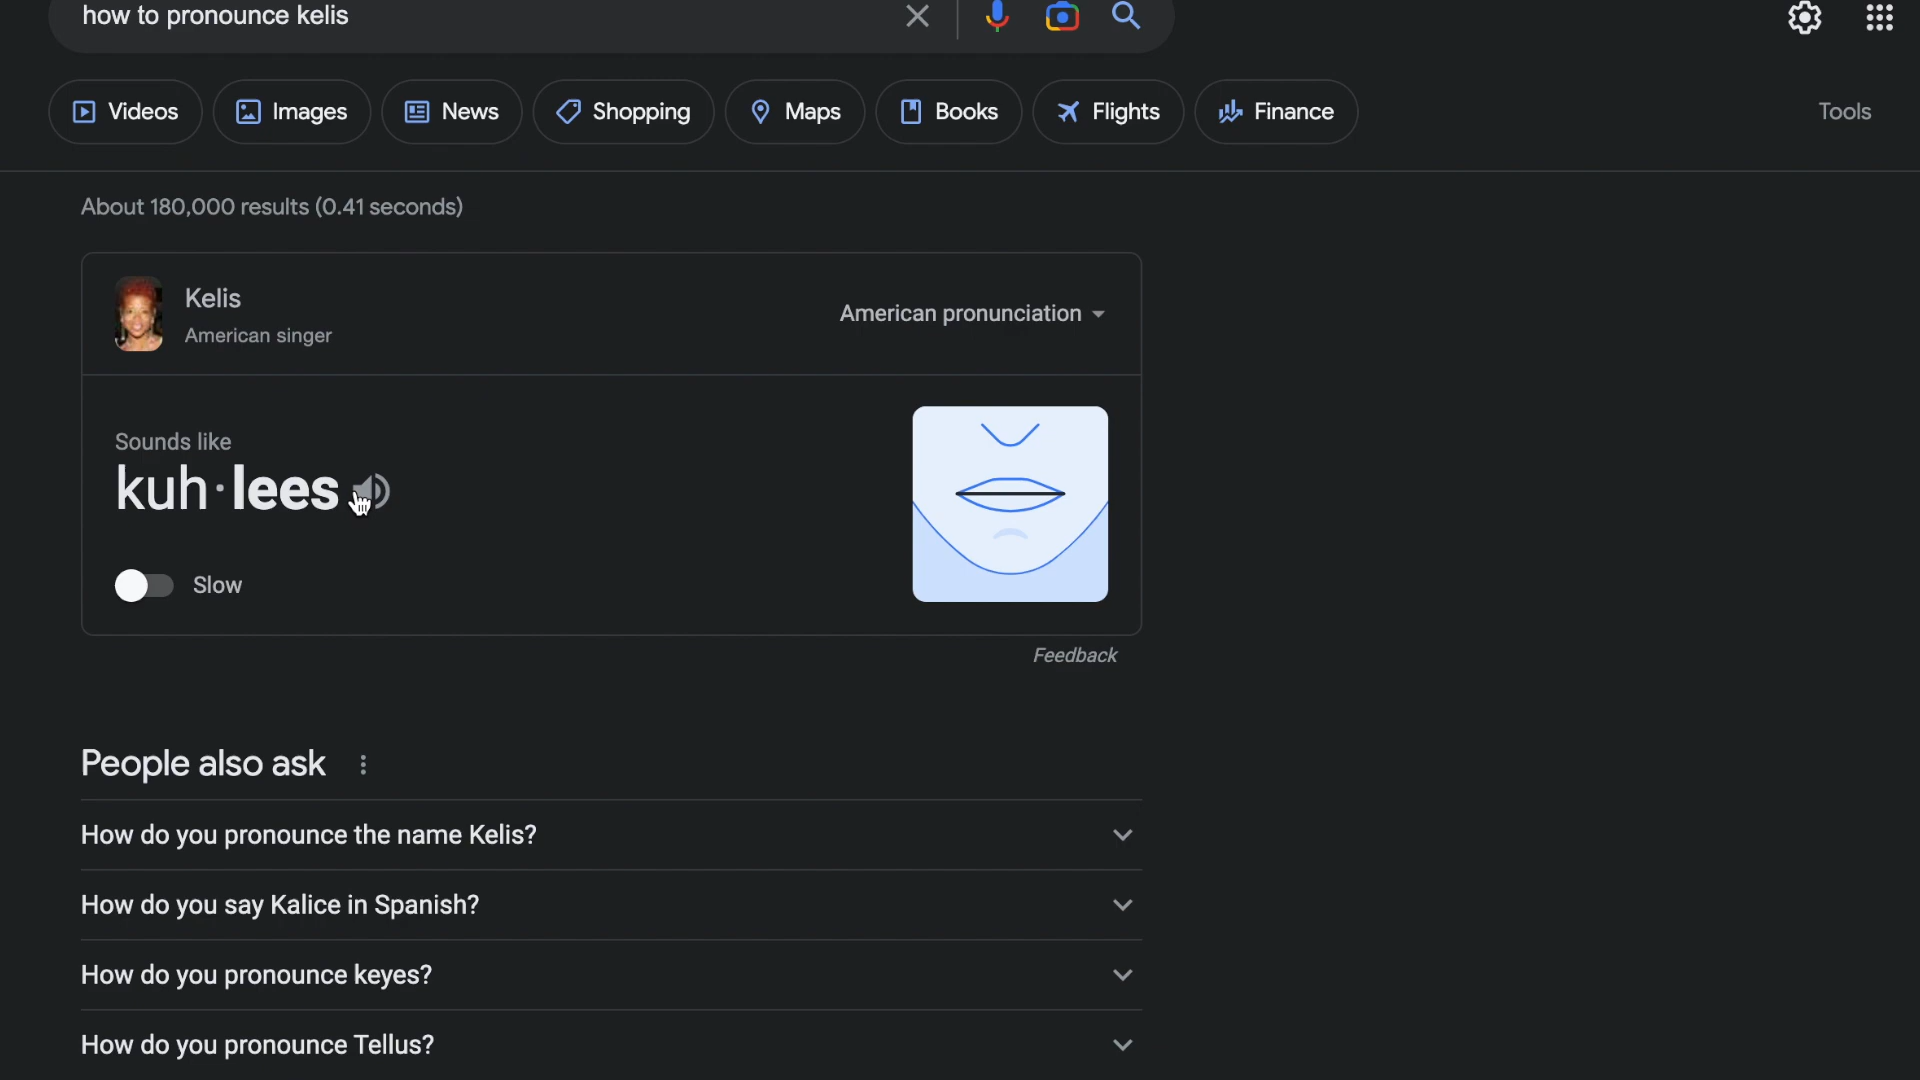 how to pronounce kelis
Videos Images News Shopping Maps Books Flights Finance Tools
About 180,000 results (0.41 seconds)
Kelis
American singer
American pronunciation
Sounds like
kuh·lees
Slow
Feedback
People also ask
How do you pronounce the name Kelis?
How do you say Kalice in Spanish?
How do you pronounce keyes?
How do you pronounce Tellus?